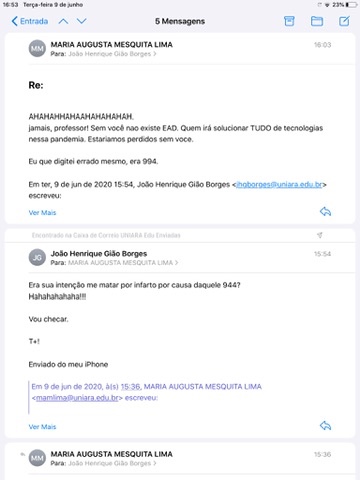 16:53 Terça-feira 9 de junho
23%
Entrada
5 Mensagens
MM
MARIA AUGUSTA MESQUITA LIMA
16:03
Para: João Henrique Gião Borges
Re:
AHAHAHHAHAAHAHAHAHAH.
jamais, professor! Sem você nao existe EAD. Quem irá solucionar TUDO de tecnologias
nessa pandemia. Estariamos perdidos sem voce.
Eu que digitei errado mesmo, era 994.
Em ter, 9 de jun de 2020 15:54, João Henrique Gião Borges <jhgborges@uniara.edu.br>
escreveu:
Ver Mais
Encontrado na Caixa de Correio UNIARA Edu Enviadas
JG
João Henrique Gião Borges
15:54
Para: MARIA AUGUSTA MESQUITA LIMA
Era sua intenção me matar por infarto por causa daquele 944?
Hahahahahaha!!!
Vou checar.
T+!
Enviado do meu iPhone
Em 9 de jun de 2020, à(s) 15:36, MARIA AUGUSTA MESQUITA LIMA
<mamlima@uniara.edu.br> escreveu:
Ver Mais
MM
MARIA AUGUSTA MESQUITA LIMA
15:36
Para: João Henrique Gião Borges